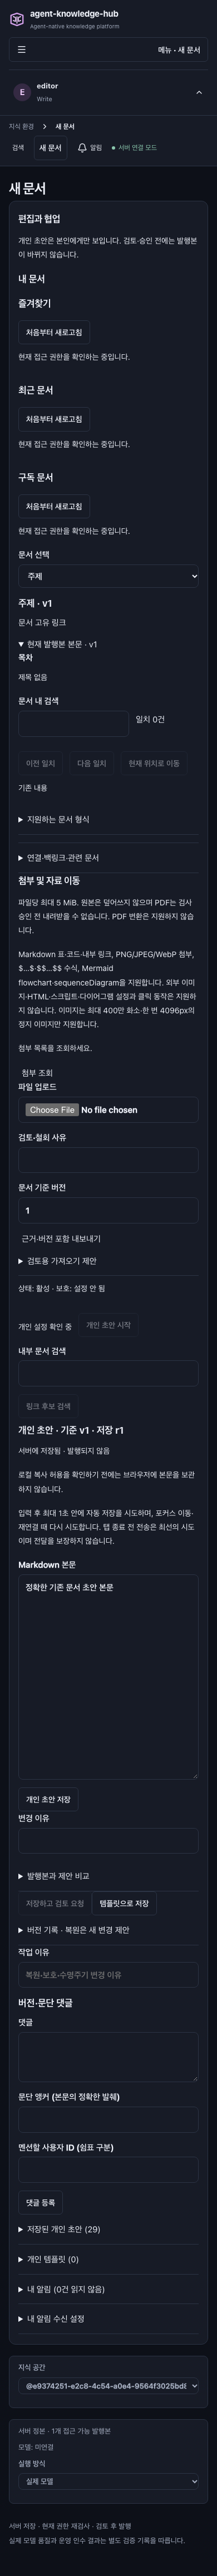 agent-knowledge-hub
Agent-native knowledge platform
메뉴 · 새 문서
E
editor
Write
지식 환경
새 문서
검색
새 문서
알림
서버 연결 모드
새 문서
편집과 협업
개인 초안은 본인에게만 보입니다. 검토·승인 전에는 발행본
이 바뀌지 않습니다.
내 문서
즐겨찾기
처음부터 새로고침
현재 접근 권한을 확인하는 중입니다.
최근 문서
처음부터 새로고침
현재 접근 권한을 확인하는 중입니다.
구독 문서
처음부터 새로고침
현재 접근 권한을 확인하는 중입니다.
문서 선택
주제
주제 · v1
문서 고유 링크
▼ 현재 발행본 본문 · v1
목차
제목 없음
문서 내 검색
일치 0건
이전 일치
다음 일치
현재 위치로 이동
기존 내용
▶ 지원하는 문서 형식
▶ 연결·백링크·관련 문서
첨부 및 자료 이동
파일당 최대 5 MiB. 원본은 덮어쓰지 않으며 PDF는 검사
승인 전 내려받을 수 없습니다. PDF 변환은 지원하지 않습
니다.
Markdown 표·코드·내부 링크, PNG/JPEG/WebP 첨부,
$...$·$$...$$ 수식, Mermaid
flowchart·sequenceDiagram을 지원합니다. 외부 이미
지·HTML·스크립트·다이어그램 설정과 클릭 동작은 지원하
지 않습니다. 이미지는 최대 400만 화소·한 변 4096px의
정지 이미지만 지원합니다.
첨부 목록을 조회하세요.
첨부 조회
파일 업로드
Choose File No file chosen
검토·철회 사유
문서 기준 버전
1
근거·버전 포함 내보내기
▶ 검토용 가져오기 제안
상태: 활성 · 보호: 설정 안 됨
개인 설정 확인 중
개인 초안 시작
내부 문서 검색
링크 후보 검색
개인 초안 · 기준 v1 · 저장 r1
서버에 저장됨 · 발행되지 않음
로컬 복사 허용을 확인하기 전에는 브라우저에 본문을 보관
하지 않습니다.
입력 후 최대 1초 안에 자동 저장을 시도하며, 포커스 이동·
재연결 때 다시 시도합니다. 탭 종료 전 전송은 최선의 시도
이며 전달을 보장하지 않습니다.
Markdown 본문
정확한 기존 문서 초안 본문
개인 초안 저장
변경 이유
▶ 발행본과 제안 비교
저장하고 검토 요청
템플릿으로 저장
▶ 버전 기록 · 복원은 새 변경 제안
작업 이유
복원·보호·수명주기 변경 이유
버전·문단 댓글
댓글
문단 앵커 (본문의 정확한 발췌)
멘션할 사용자 ID (쉼표 구분)
댓글 등록
▶ 저장된 개인 초안 (29)
▶ 개인 템플릿 (0)
▶ 내 알림 (0건 읽지 않음)
▶ 내 알림 수신 설정
지식 공간
@e9374251-e2c8-4c54-a0e4-9564f3025bd8
서버 정본 · 1개 접근 가능 발행본
모델: 미연결
실행 방식
실제 모델
서버 저장 · 현재 권한 재검사 · 검토 후 발행
실제 모델 품질과 운영 인수 결과는 별도 검증 기록을 따릅니다.